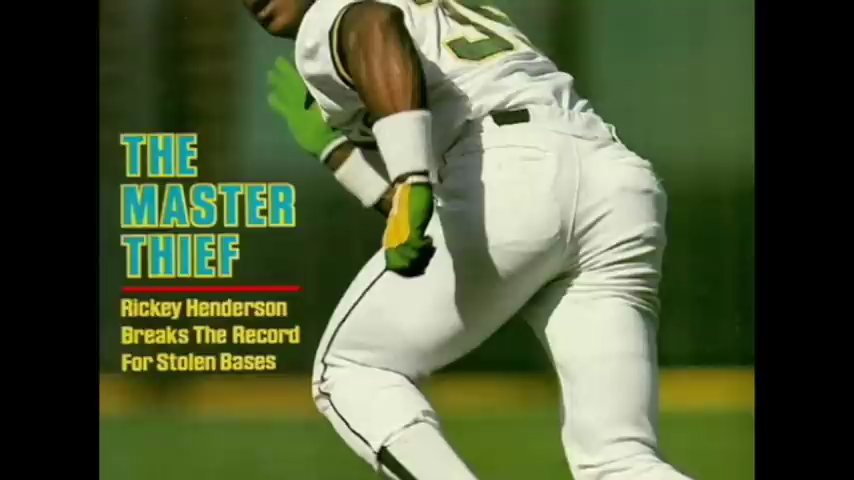 THE
MASTER
THIEF
Rickey Henderson
Breaks The Record
For Stolen Bases